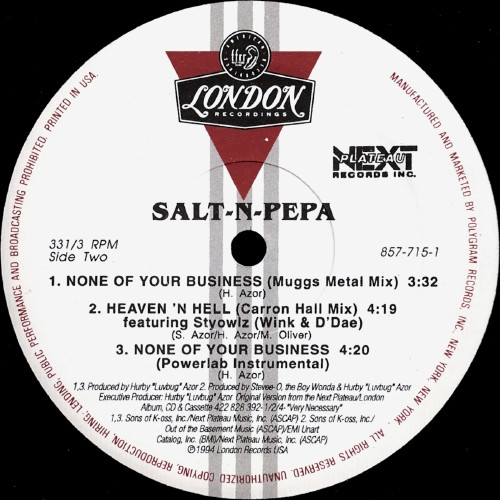 AMERICAN
ffrr
RECORDINGS
LONDON
RECORDINGS
NEXT
PLATEAU
RECORDS INC.
SALT-N-PEPA
331/3 RPM
Side Two
857-715-1
1. NONE OF YOUR BUSINESS (Muggs Metal Mix) 3:32
(H. Azor)
2. HEAVEN 'N HELL (Carron Hall Mix) 4:19
featuring Styowlz (Wink & D'Dae)
(S. Azor/H. Azor/M. Oliver)
3. NONE OF YOUR BUSINESS 4:20
(Powerlab Instrumental)
(H. Azor)
1,3. Produced by Hurby "Luvbug" Azor 2. Produced by Stevee-O, the Boy Wonda & Hurby "Luvbug" Azor
Executive Producer: Hurby "Luvbug" Azor Original Version from the Next Plateau/London
Album, CD & Cassette 422 828 392-1/2/4-"Very Necessary"
1,3. Sons of K-oss, Inc./Next Plateau Music, Inc. (ASCAP) 2. Sons of K-oss, Inc./
Out of the Basement Music (ASCAP)/EMI Unart
Catalog, Inc. (BMI)/Next Plateau Music, Inc. (ASCAP)
℗1994 London Records USA
MANUFACTURED AND MARKETED BY POLYGRAM RECORDS, INC. NEW YORK, NEW YORK. ALL RIGHTS RESERVED. UNAUTHORIZED COPYING, REPRODUCTION, HIRING, LENDING, PUBLIC PERFORMANCE AND BROADCASTING PROHIBITED. PRINTED IN USA.